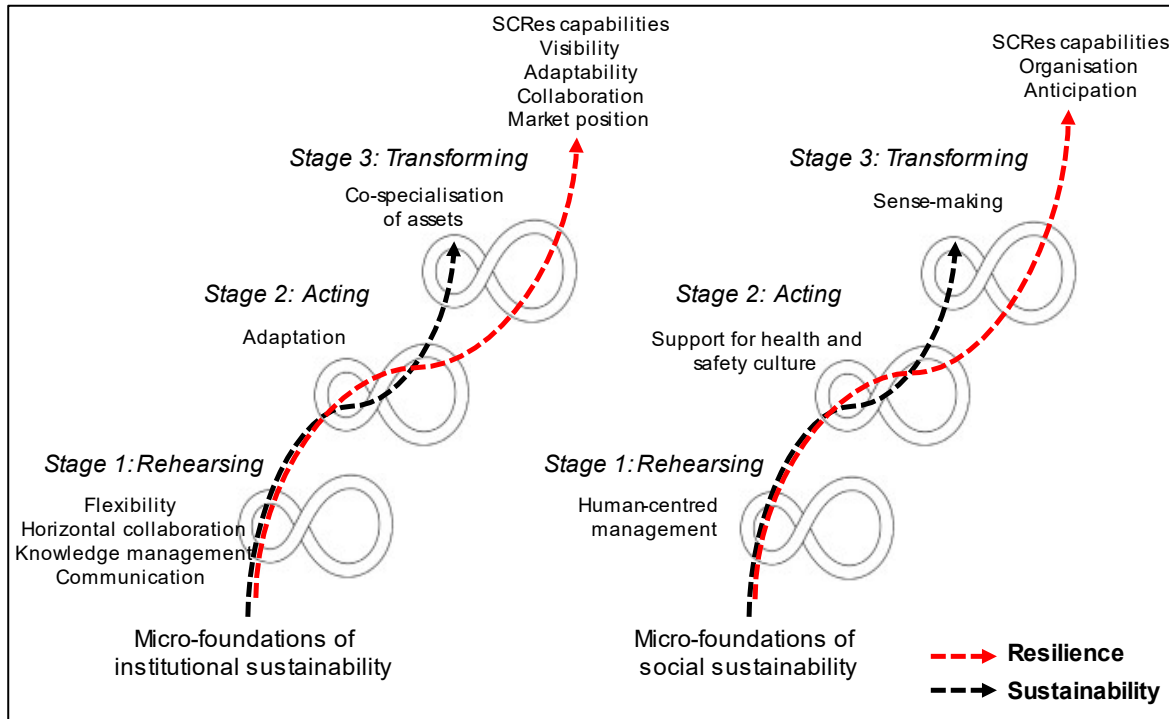 SCRes capabilities
Visibility
Adaptability
Collaboration
Market position
Stage 3: Transforming
Co-specialisation
of assets
Stage 2: Acting
Adaptation
Stage 1: Rehearsing
Flexibility
Horizontal collaboration
Knowledge management
Communication
Micro-foundations of
institutional sustainability
SCRes capabilities
Organisation
Anticipation
Stage 3: Transforming
Sense-making
Stage 2: Acting
Support for health and
safety culture
Stage 1: Rehearsing
Human-centred
management
Micro-foundations of
social sustainability
Resilience
Sustainability